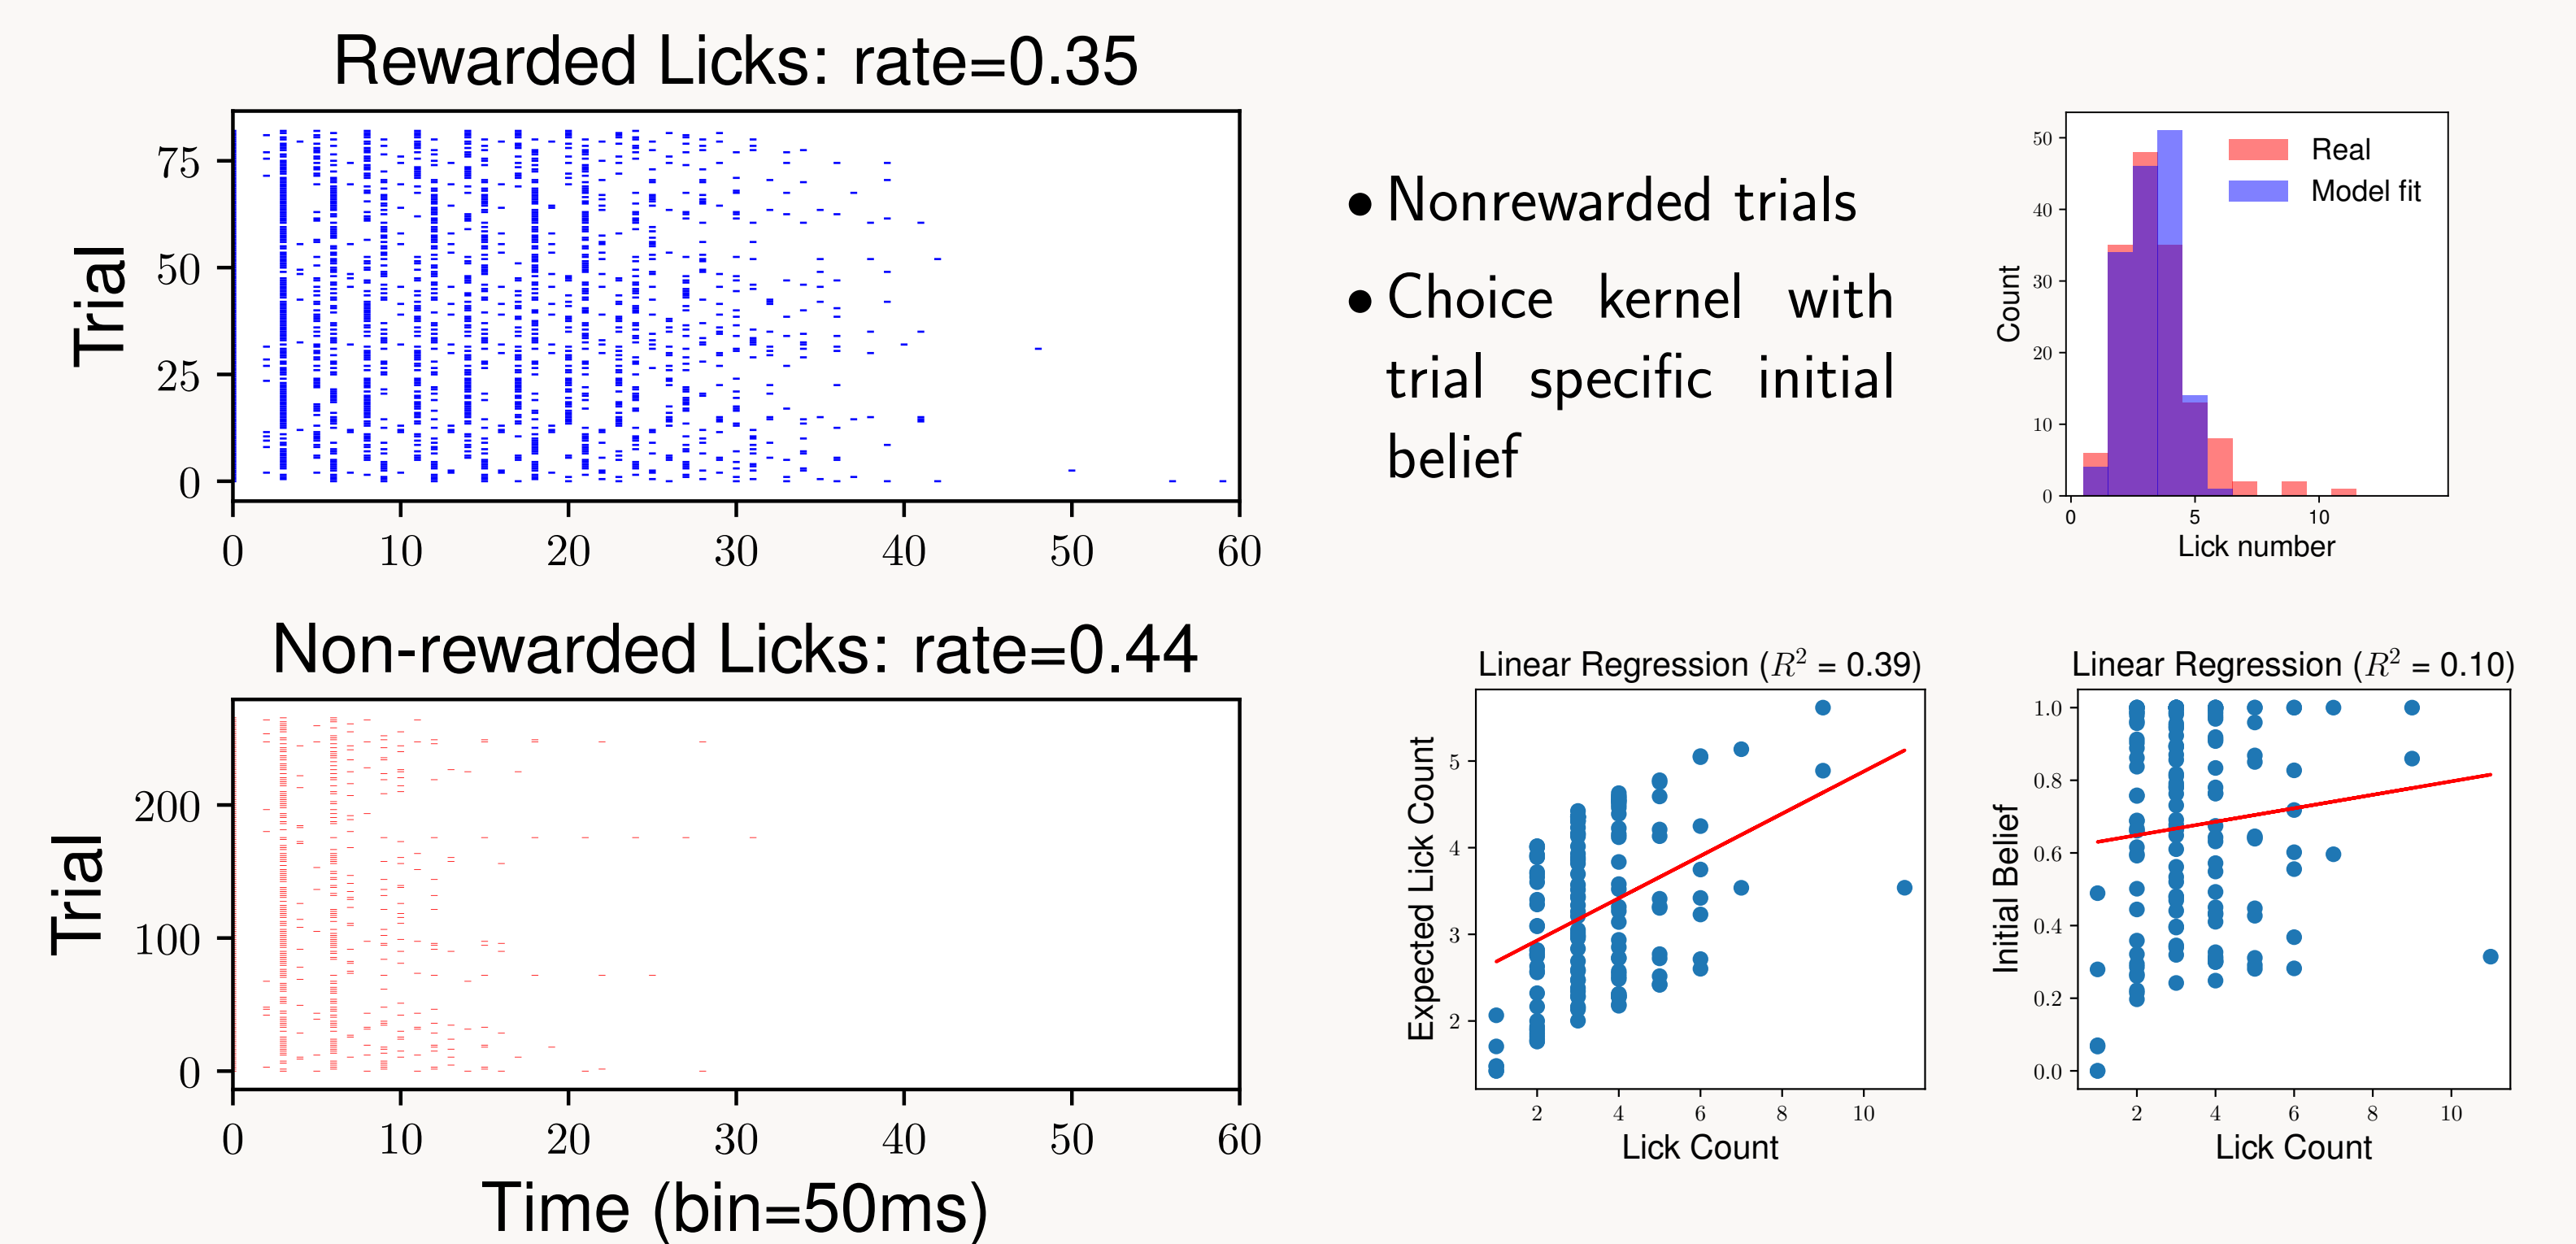 Rewarded Licks: rate=0.35
Trial
75
50
25
0
0 10 20 30 40 50 60
Non-rewarded Licks: rate=0.44
Trial
200
100
0
0 10 20 30 40 50 60
Time (bin=50ms)
• Nonrewarded trials
• Choice kernel with
trial specific initial
belief
Real
Model fit
Count
50
40
30
20
10
0
0 5 10
Lick number
Linear Regression (R² = 0.39)
Expected Lick Count
5
4
3
2
2 4 6 8 10
Lick Count
Linear Regression (R² = 0.10)
Initial Belief
1.0
0.8
0.6
0.4
0.2
0.0
2 4 6 8 10
Lick Count